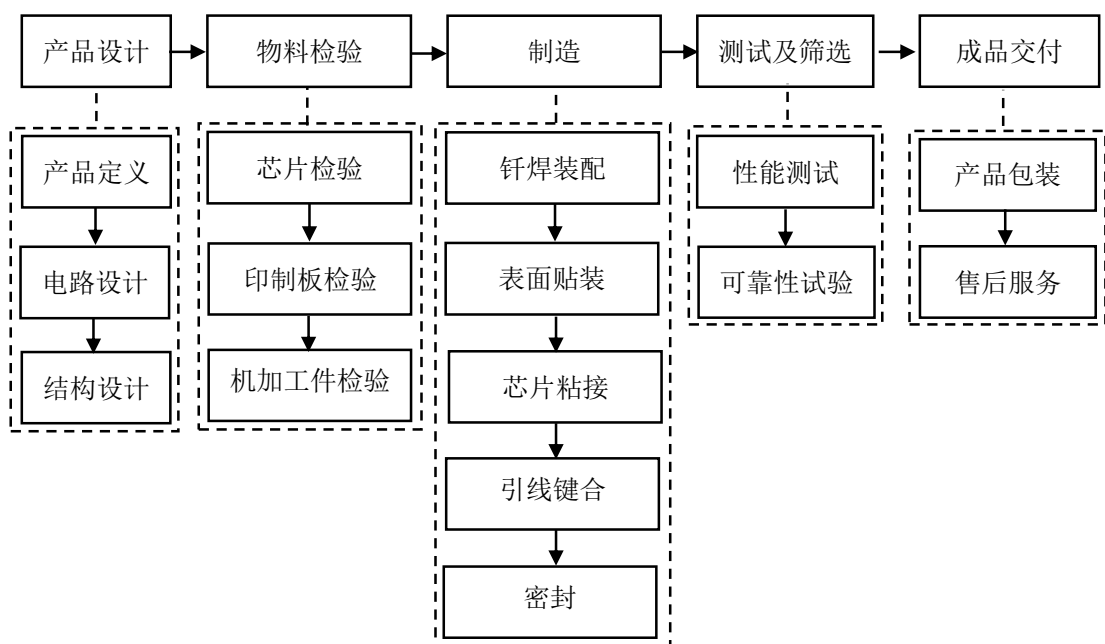 产品设计
物料检验
制造
测试及筛选
成品交付
产品定义
电路设计
结构设计
芯片检验
印制板检验
机加工件检验
钎焊装配
表面贴装
芯片粘接
引线键合
密封
性能测试
可靠性试验
产品包装
售后服务